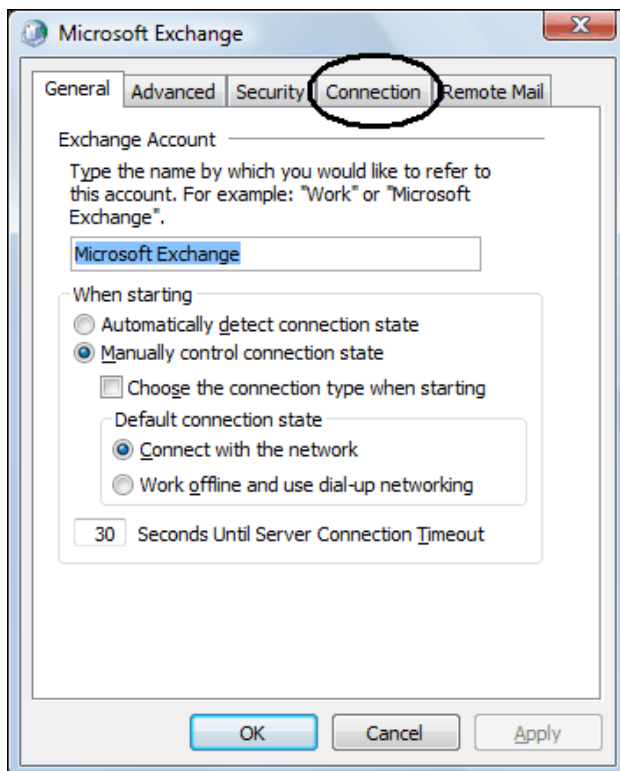 Microsoft Exchange
X
General Advanced Security Connection Remote Mail
Exchange Account
Type the name by which you would like to refer to
this account. For example: "Work" or "Microsoft
Exchange".
Microsoft Exchange
When starting
Automatically detect connection state
Manually control connection state
Choose the connection type when starting
Default connection state
Connect with the network
Work offline and use dial-up networking
30 Seconds Until Server Connection Timeout
OK Cancel Apply